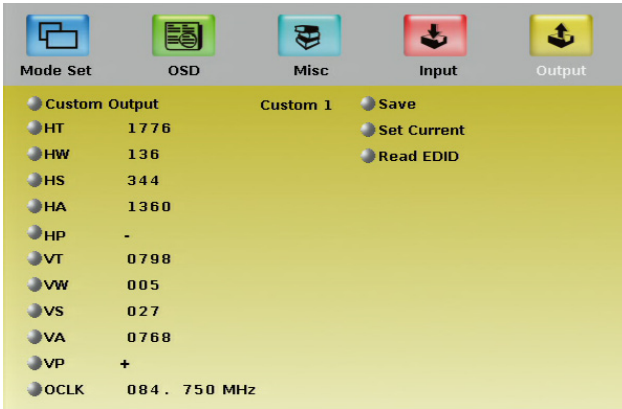 Mode Set OSD Misc Input Output
Custom Output Custom 1 Save
HT 1776 Set Current
HW 136 Read EDID
HS 344
HA 1360
HP -
VT 0798
VW 005
VS 027
VA 0768
VP +
OCLK 084. 750 MHz